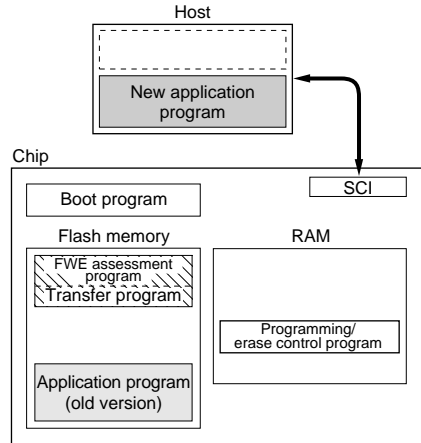 Host
New application
program
Chip
SCI
Boot program
Flash memory
RAM
FWE assessment
program
Transfer program
Programming/
erase control program
Application program
(old version)